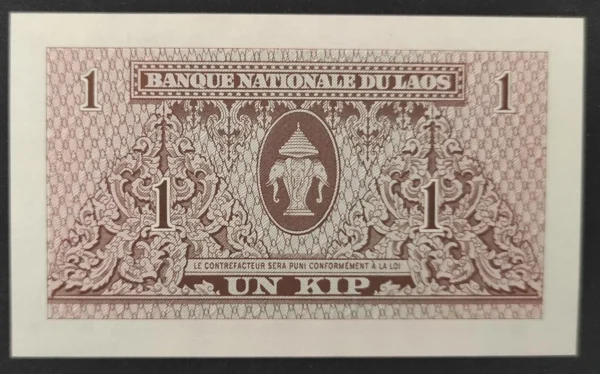 1 BANQUE NATIONALE DU LAOS 1
1 1
LE CONTREFACTEUR SERA PUNI CONFORMÉMENT À LA LOI
UN KIP